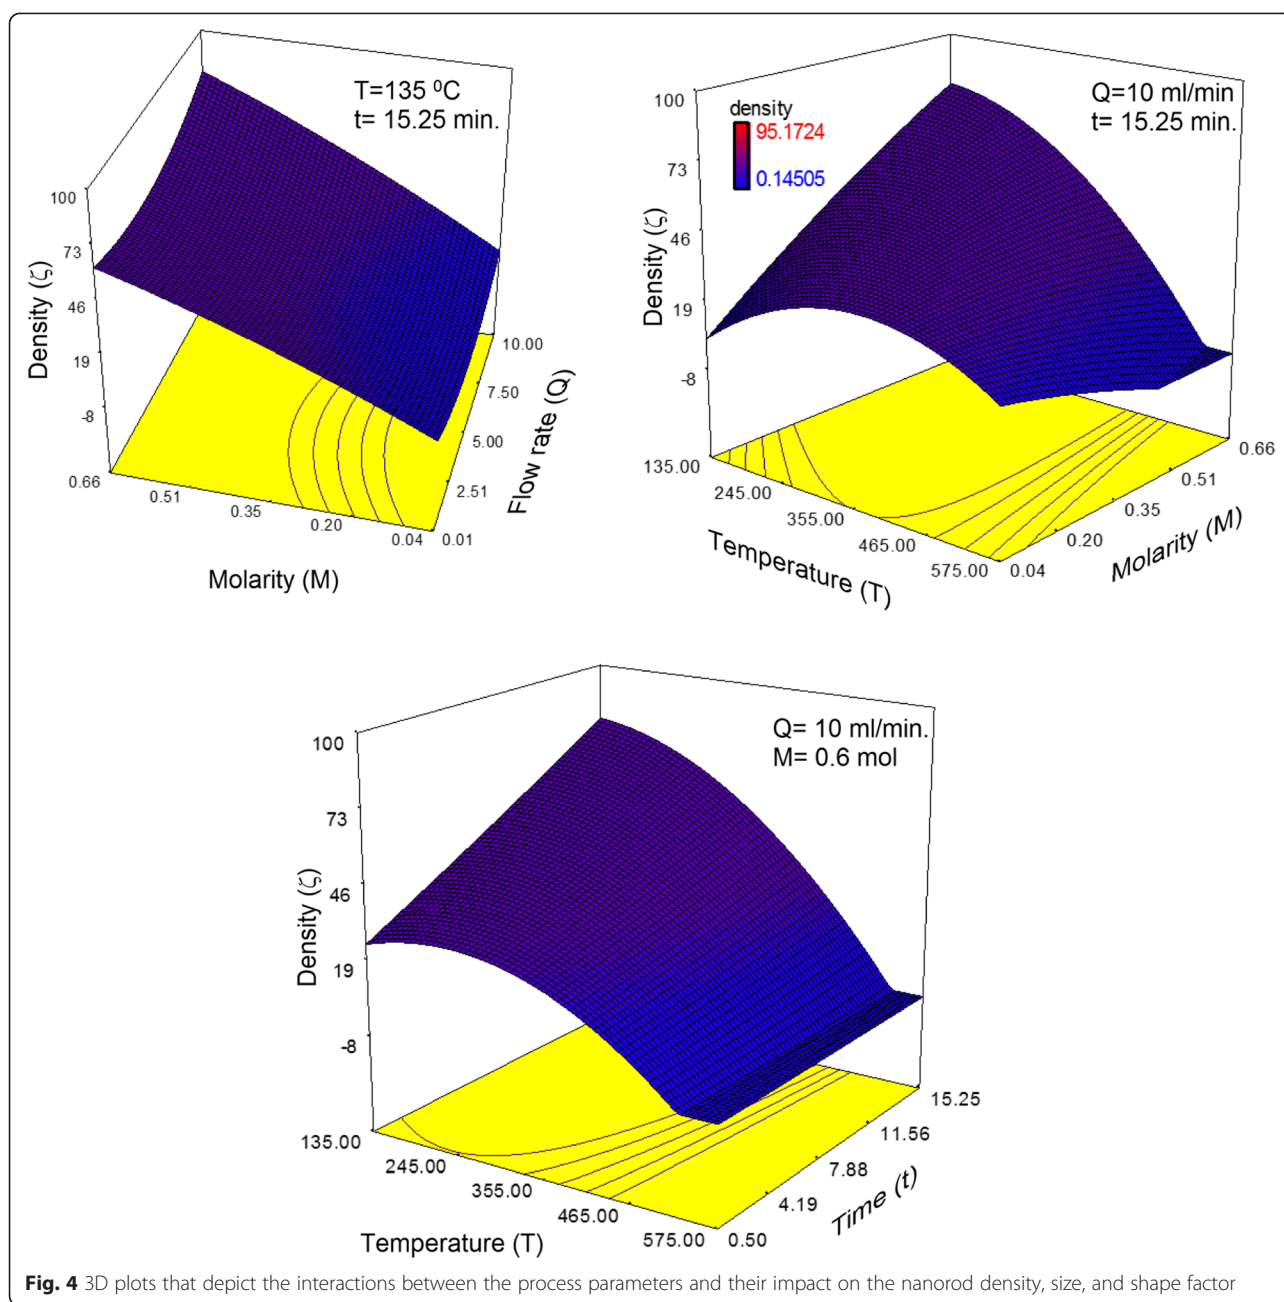 T=135 ⁰C
t= 15.25 min.
100
73
46
19
-8
Density (ζ)
0.66
0.51
0.35
0.20
0.04
Molarity (M)
0.01
2.51
5.00
7.50
10.00
Flow rate (Q)
Q=10 ml/min
t= 15.25 min.
density
95.1724
0.14505
100
73
46
19
-8
Density (ζ)
135.00
245.00
355.00
465.00
575.00
Temperature (T)
0.04
0.20
0.35
0.51
0.66
Molarity (M)
Q= 10 ml/min.
M= 0.6 mol
100
73
46
19
-8
Density (ζ)
135.00
245.00
355.00
465.00
575.00
Temperature (T)
0.50
4.19
7.88
11.56
15.25
Time (t)
Fig. 4 3D plots that depict the interactions between the process parameters and their impact on the nanorod density, size, and shape factor